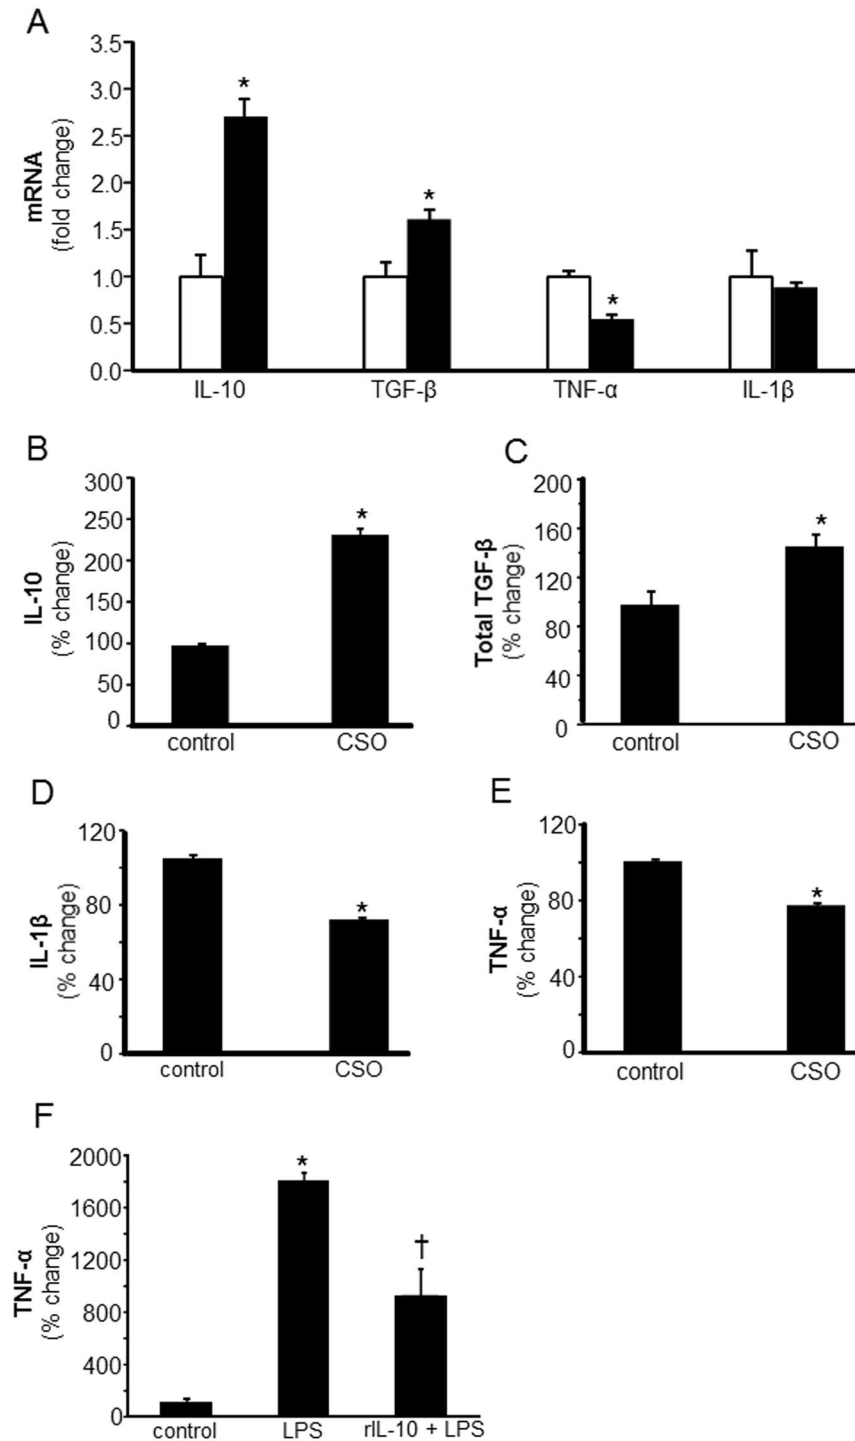 A
mRNA
(fold change)
3.5
3.0
2.5
2.0
1.5
1.0
0.5
0.0
*
*
*
IL-10 TGF-β TNF-α IL-1β
B
IL-10
(% change)
300
250
200
150
100
50
0
*
control CSO
C
Total TGF-β
(% change)
200
160
120
80
40
0
*
control CSO
D
IL-1β
(% change)
120
80
40
0
*
control CSO
E
TNF-α
(% change)
120
80
40
0
*
control CSO
F
TNF-α
(% change)
2000
1600
1200
800
400
0
*
†
control LPS rIL-10 + LPS